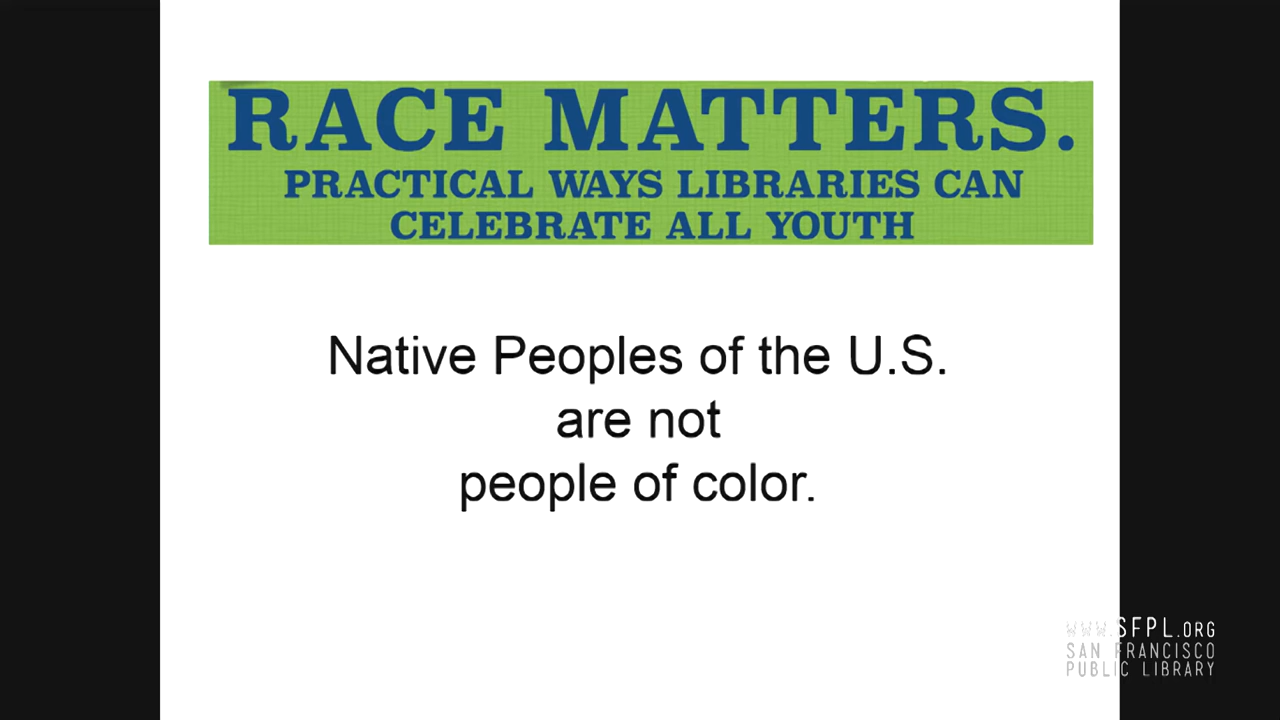 RACE MATTERS.
PRACTICAL WAYS LIBRARIES CAN
CELEBRATE ALL YOUTH
Native Peoples of the U.S.
are not
people of color.
WWW.SFPL.ORG
SAN FRANCISCO
PUBLIC LIBRARY